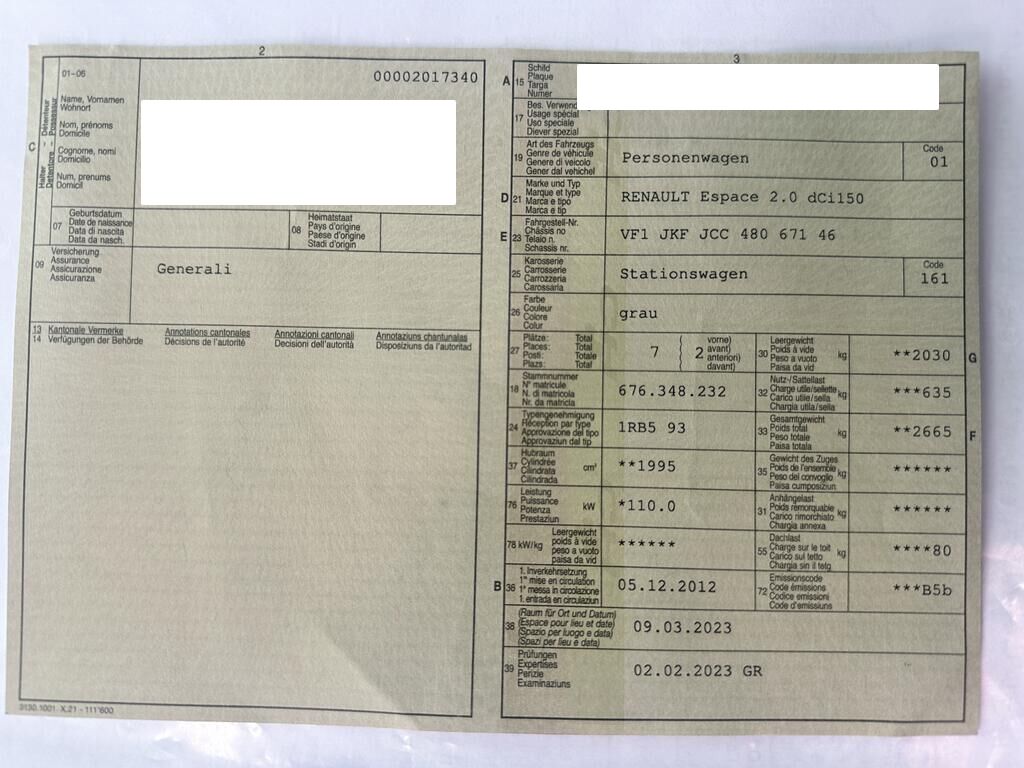 2
01-06
00002017340
C
Halter - Détenteur
Detentore - Possessur
Name, Vornamen
Wohnort
Nom, prénoms
Domicile
Cognome, nomi
Domicilio
Num, prenums
Domicil
07
Geburtsdatum
Date de naissance
Data di nascita
Data da nasch.
08
Heimatstaat
Pays d'origine
Paese d'origine
Stadi d'origin
09
Versicherung
Assurance
Assicurazione
Assicuranza
Generali
13 Kantonale Vermerke Annotations cantonales Annotazioni cantonali Annotaziuns chantunalas
14 Verfügungen der Behörde Décisions de l'autorité Decisioni dell'autorità Disposiziuns da l'autoritad
3130.1001. X.21 - 111'600
3
A 15
Schild
Plaque
Targa
Numer
17
Bes. Verwend
Usage spécial
Uso speciale
Diever spezial
19
Art des Fahrzeugs
Genre de véhicule
Genere di veicolo
Gener dal vehichel
Personenwagen
Code
01
D 21
Marke und Typ
Marque et type
Marca e tipo
Marca e tip
RENAULT Espace 2.0 dCi150
E 23
Fahrgestell-Nr.
Châssis no
Telaio n.
Schassis nr.
VF1 JKF JCC 480 671 46
25
Karosserie
Carrosserie
Carrozzeria
Carossaria
Stationswagen
Code
161
26
Farbe
Couleur
Colore
Colur
grau
27
Plätze: Total
Places: Total
Posti: Totale
Plazs: Total
7
2
vorne)
avant)
anteriori)
davant)
30
Leergewicht
Poids à vide
Peso a vuoto
Paisa da vid
kg
**2030
G
18
Stammnummer
N° matricule
N. di matricola
Nr. da matricla
676.348.232
32
Nutz-/Sattellast
Charge utile/sellette
Carico utile/sella
Chargia utila/sella
kg
***635
24
Typengenehmigung
Réception par type
Approvazione del tipo
Approvaziun dal tip
1RB5 93
33
Gesamtgewicht
Poids total
Peso totale
Paisa totala
kg
**2665
F
37
Hubraum
Cylindrée
Cilindrata
Cilindrada
cm³
**1995
35
Gewicht des Zuges
Poids de l'ensemble
Peso del convoglio
Paisa cumposiziun
kg
******
76
Leistung
Puissance
Potenza
Prestaziun
kW
*110.0
31
Anhängelast
Poids remorquable
Carico rimorchiato
Chargia annexa
kg
******
78 kW/kg
Leergewicht
poids à vide
peso a vuoto
paisa da vid
******
55
Dachlast
Charge sur le toit
Carico sul tetto
Chargia sin il tetg
kg
****80
B 36
1. Inverkehrsetzung
1re mise en circulation
1a messa in circolazione
1. entrada en circulaziun
05.12.2012
72
Emissionscode
Code émissions
Codice emissioni
Code d'emissiuns
***B5b
38
(Raum für Ort und Datum)
(Espace pour lieu et date)
(Spazio per luogo e data)
(Spazi per lieu e data)
09.03.2023
39
Prüfungen
Expertises
Perizie
Examinaziuns
02.02.2023 GR